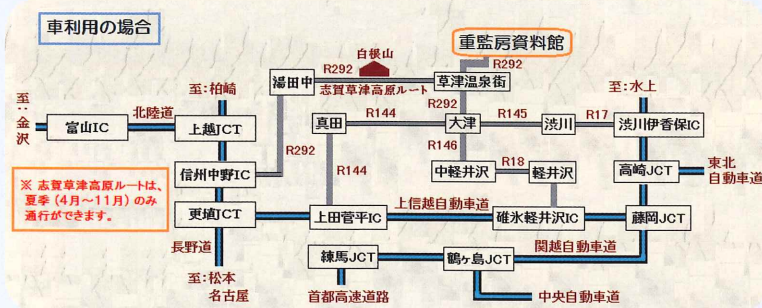 車利用の場合
重監房資料館
白根山
R292
湯田中
R292
志賀草津高原ルート
草津温泉街
至:柏崎
至:水上
至:金沢
北陸道
富山IC
上越JCT
R292
真田
R144
R292
大津
R145
渋川
R17
渋川伊香保IC
R292
R144
R146
信州中野IC
中軽井沢
R18
軽井沢
高崎JCT
東北
自動車道
※ 志賀草津高原ルートは、
夏季(4月~11月)のみ
通行ができます。
更埴JCT
上田菅平IC
上信越自動車道
碓氷軽井沢IC
藤岡JCT
長野道
関越自動車道
練馬JCT
鶴ヶ島JCT
至:松本
名古屋
首都高速道路
中央自動車道